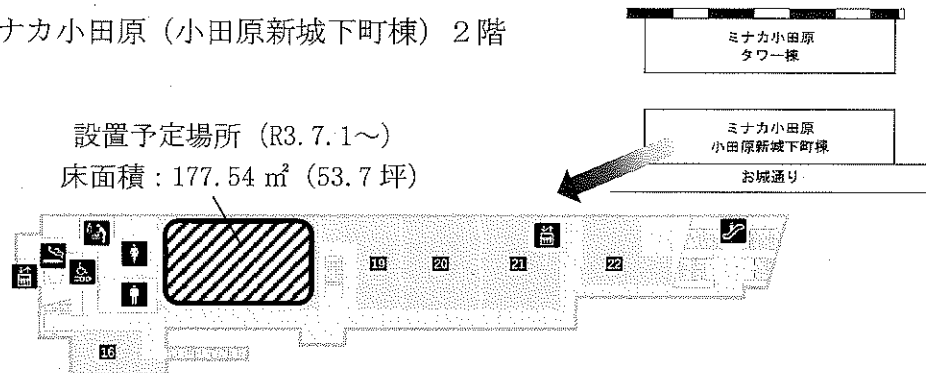 ナカ小田原（小田原新城下町棟）２階
ミナカ小田原
タワー棟
設置予定場所（R3.7.1～）
床面積：177.54㎡（53.7坪）
ミナカ小田原
小田原新城下町棟
お城通り
19
20
21
22
16